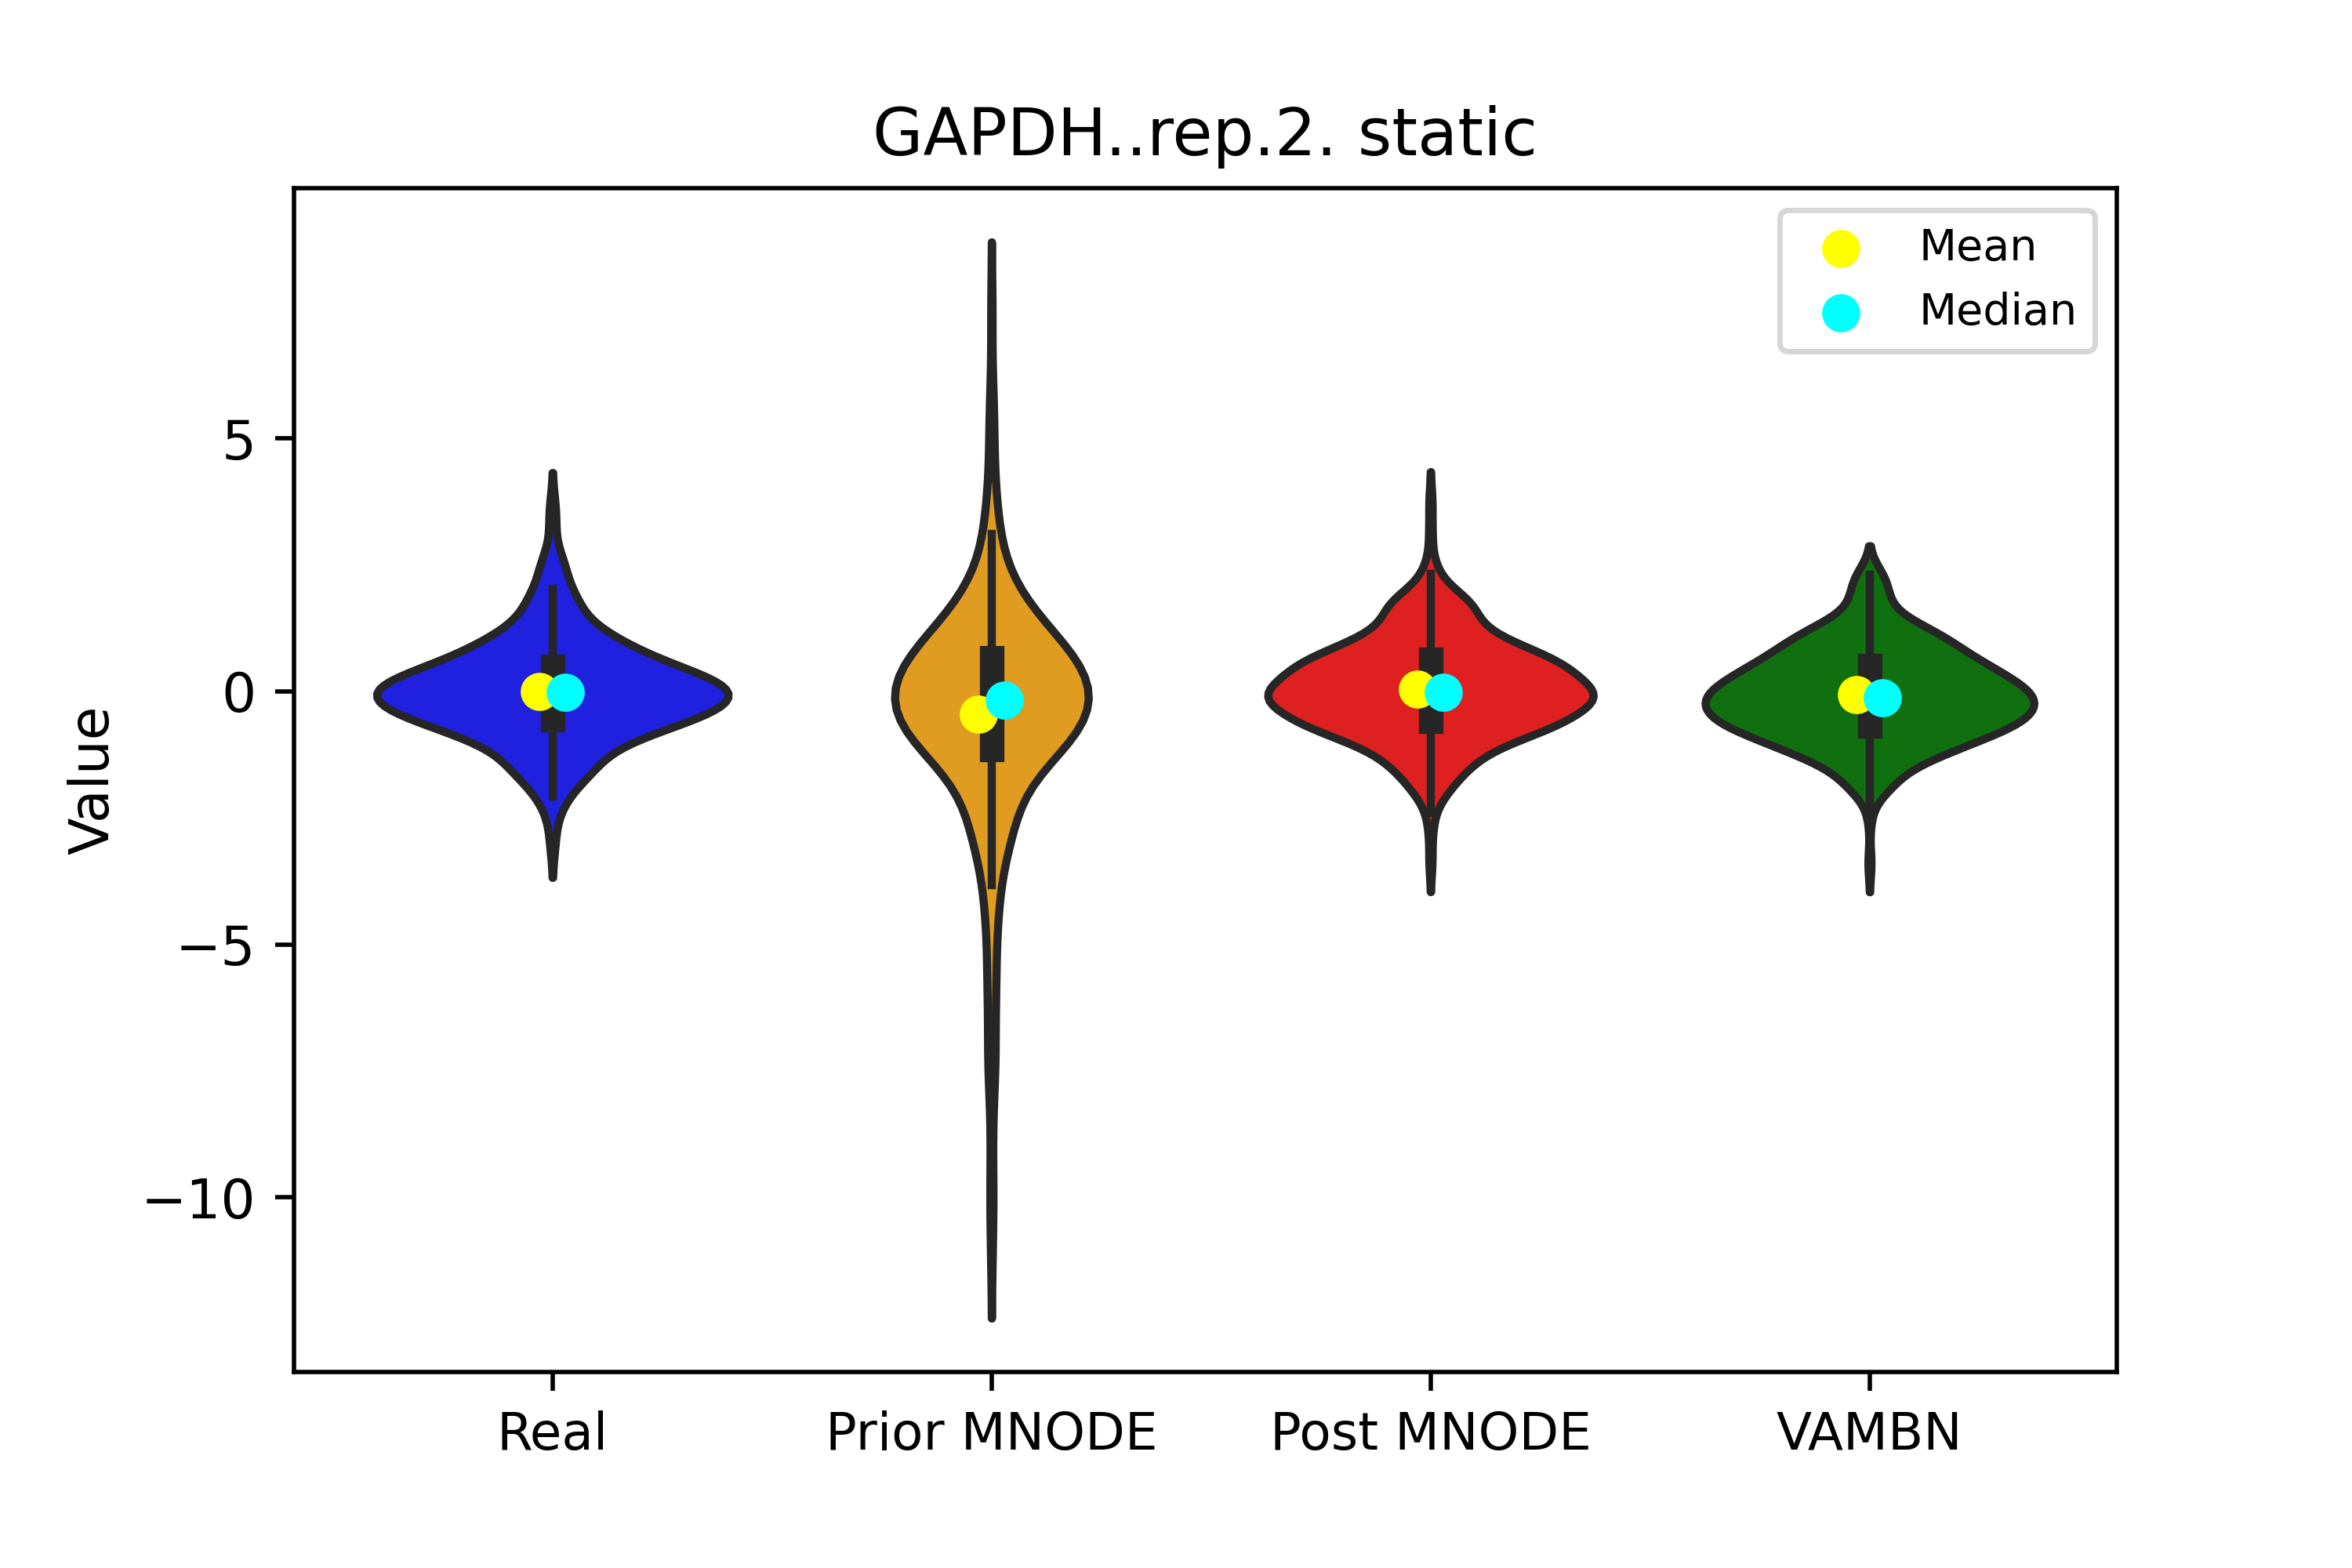 GAPDH..rep.2. static
Mean
Median
5
0
−5
−10
Value
Real
Prior MNODE
Post MNODE
VAMBN